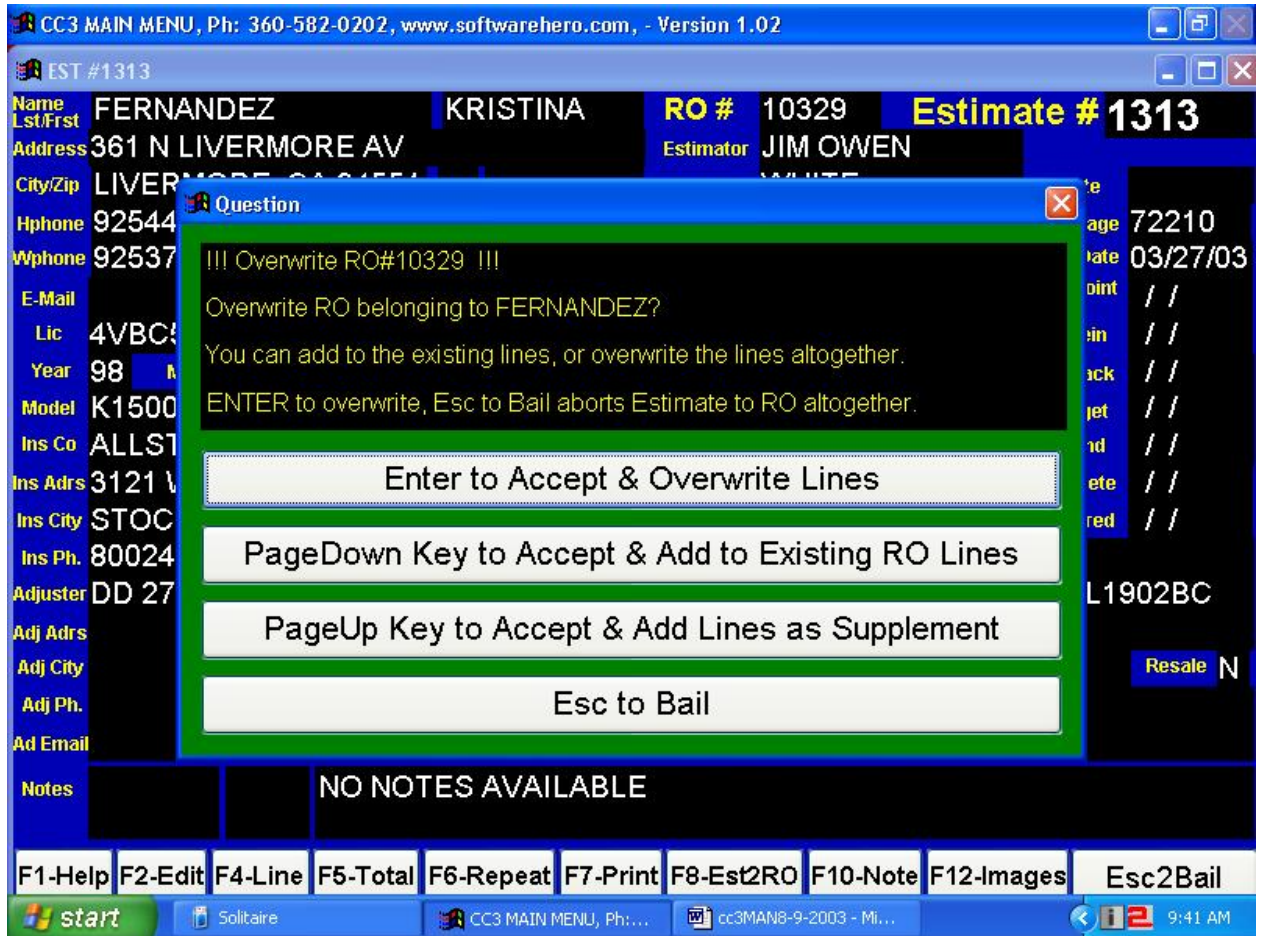 CC3 MAIN MENU, Ph: 360-582-0202, www.softwarehero.com, - Version 1.02
EST #1313
Name Lst/Frst FERNANDEZ KRISTINA RO # 10329 Estimate # 1313
Address 361 N LIVERMORE AV Estimator JIM OWEN
City/Zip
Hphone 92544 72210
Wphone 92537 03/27/03
E-Mail / /
Lic / /
Year 98 / /
Model K1500 / /
Ins Co / /
Ins Adrs 3121 / /
Ins City / /
Ins Ph. 80024
Adjuster DD 27 L1902BC
Adj Adrs
Adj City Resale N
Adj Ph.
Ad Email
Notes NO NOTES AVAILABLE
Question
!!! Overwrite RO#10329 !!!
Overwrite RO belonging to FERNANDEZ?
You can add to the existing lines, or overwrite the lines altogether.
ENTER to overwrite, Esc to Bail aborts Estimate to RO altogether.
Enter to Accept & Overwrite Lines
PageDown Key to Accept & Add to Existing RO Lines
PageUp Key to Accept & Add Lines as Supplement
Esc to Bail
F1-Help F2-Edit F4-Line F5-Total F6-Repeat F7-Print F8-Est2RO F10-Note F12-Images Esc2Bail
start Solitaire CC3 MAIN MENU, Ph:... cc3MAN8-9-2003 - Mi... 9:41 AM